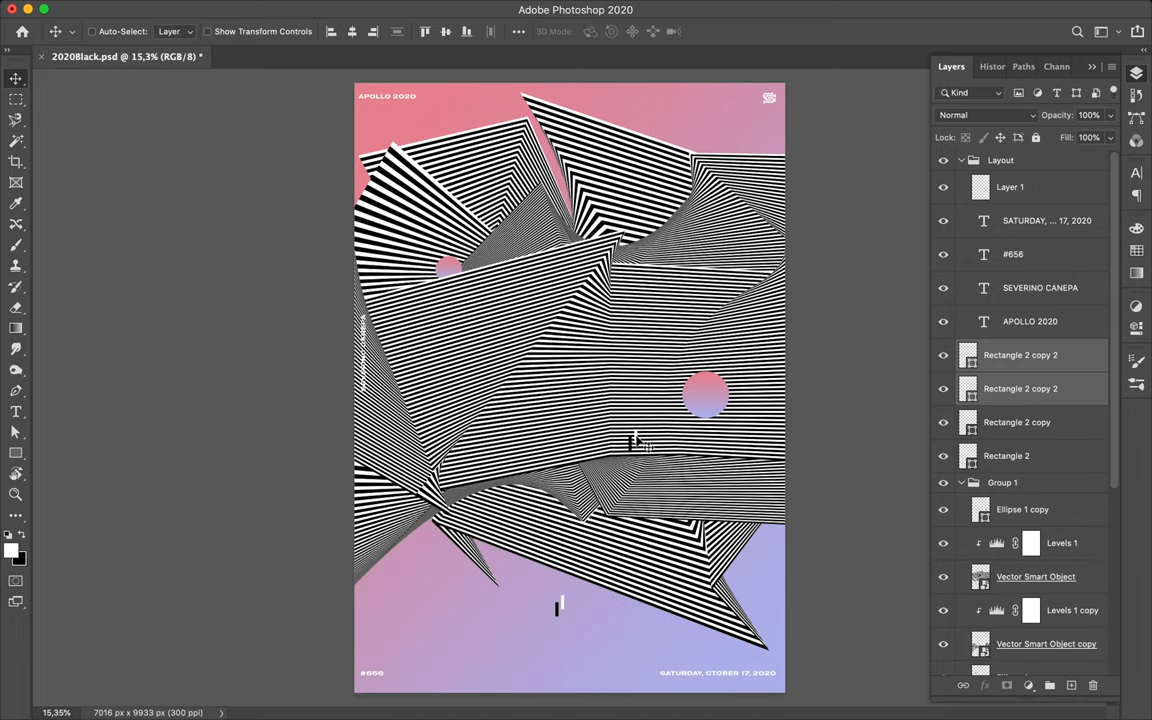 Adobe Photoshop 2020
Auto-Select: Layer Show Transform Controls 3D Mode:
2020Black.psd @ 15,3% (RGB/8) *
Layers Histor Paths Chann
Kind
Normal Opacity: 100%
Lock: Fill: 100%
Layout
Layer 1
SATURDAY, ... 17, 2020
#656
SEVERINO CANEPA
APOLLO 2020
Rectangle 2 copy 2
Rectangle 2 copy 2
Rectangle 2 copy
Rectangle 2
Group 1
Ellipse 1 copy
Levels 1
Vector Smart Object
Levels 1 copy
Vector Smart Object copy
APOLLO 2020
#656
SATURDAY, CTOBER 17, 2020
15,35% 7016 px x 9933 px (300 ppi)